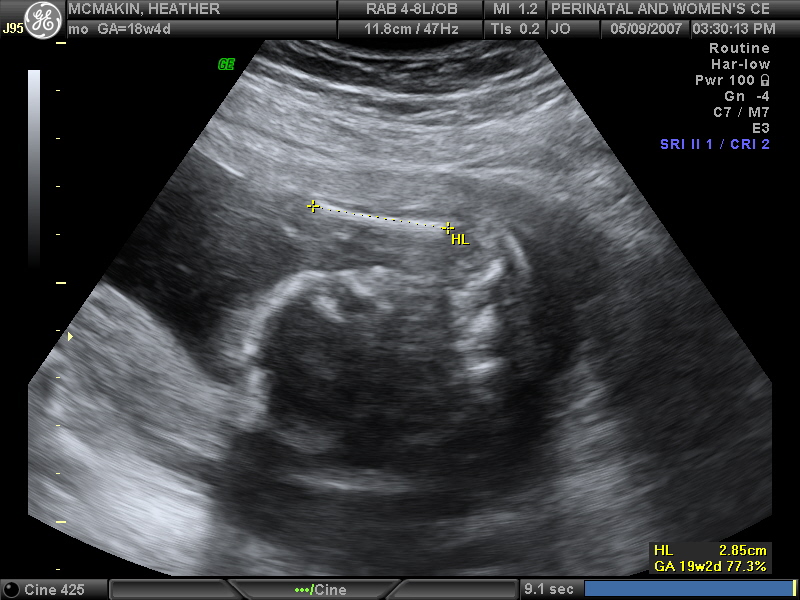 MCMAKIN, HEATHER
RAB 4-8L/OB
MI 1.2
PERINATAL AND WOMEN'S CE
J95
GE
mo GA=18w4d
11.8cm / 47Hz
TIs 0.2
JO
05/09/2007
03:30:13 PM
GE
Routine
Har-low
Pwr 100
Gn -4
C7 / M7
E3
SRI II 1 / CRI 2
HL
HL 2.85cm
GA 19w2d 77.3%
Cine 425
/Cine
9.1 sec